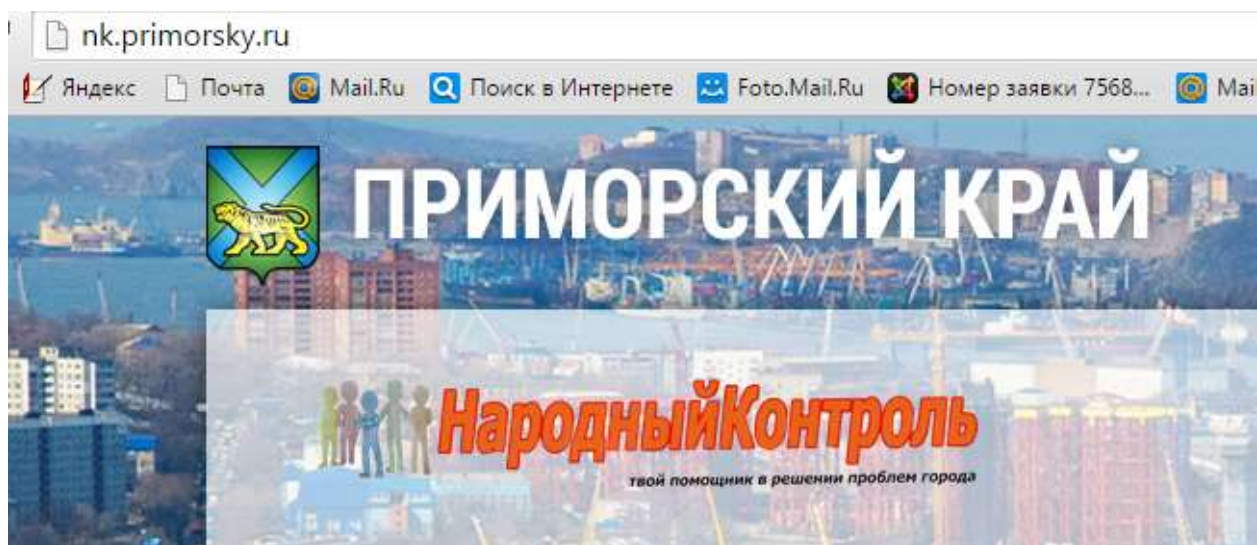 nk.primorsky.ru
Яндекс Почта Mail.Ru Поиск в Интернете Foto.Mail.Ru Номер заявки 7568... Mai
ПРИМОРСКИЙ КРАЙ
НародныйКонтроль
твой помощник в решении проблем города